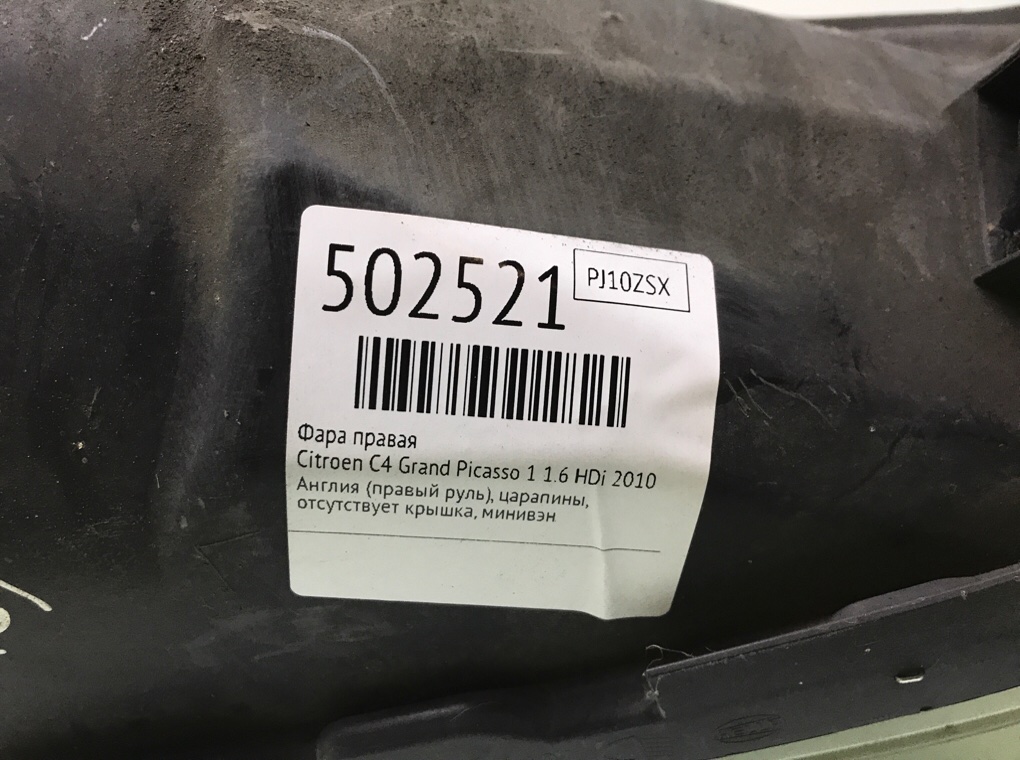 502521
PJ10ZSX
Фара правая
Citroen C4 Grand Picasso 1 1.6 HDi 2010
Англия (правый руль), царапины,
отсутствует крышка, минивэн